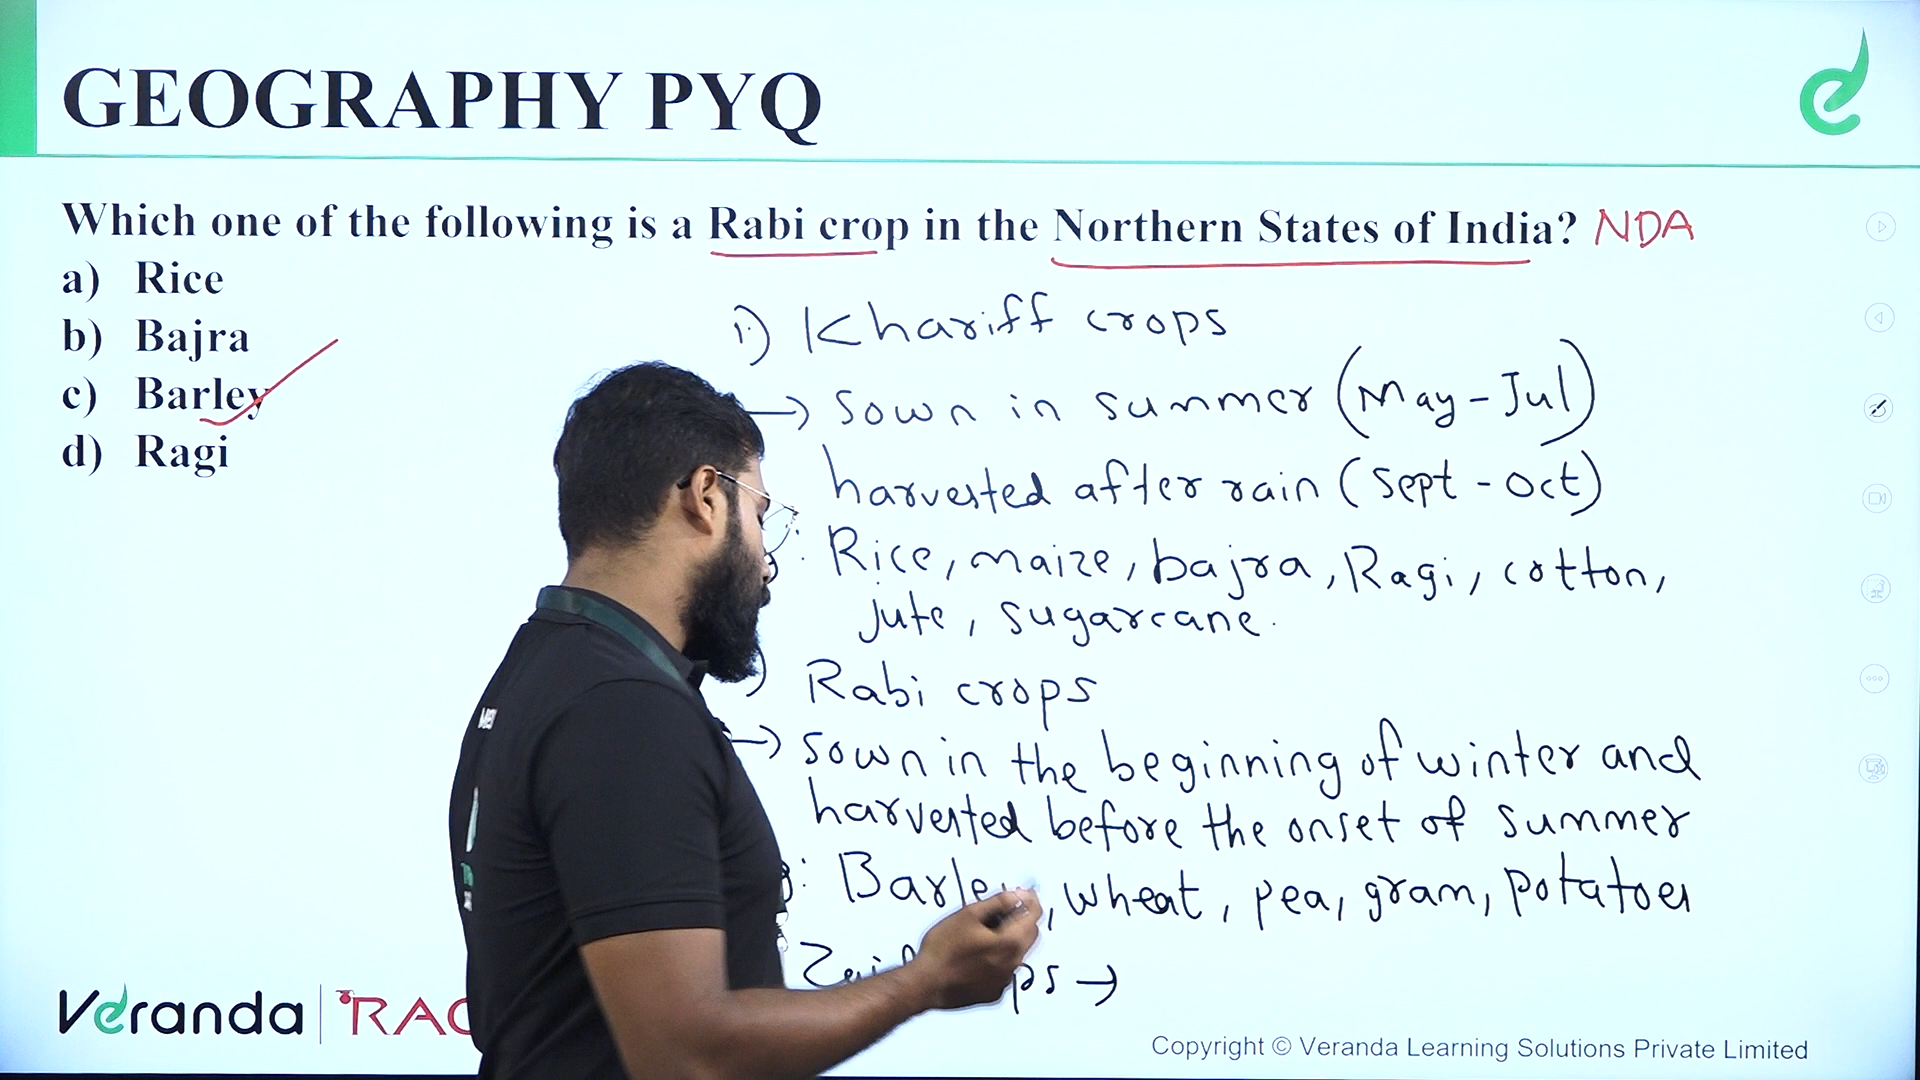 GEOGRAPHY PYQ
Which one of the following is a Rabi crop in the Northern States of India? NDA
a) Rice
b) Bajra
c) Barley
d) Ragi
1) Khariff crops
→ sown in summer (May-Jul)
harvested after rain (Sept - Oct)
: Rice, maize, bajra, Ragi, cotton,
jute, sugarcane.
) Rabi crops
→ sown in the beginning of winter and
harvested before the onset of summer
: Barley, wheat, pea, gram, potatoes
→
Veranda | RAC
Copyright © Veranda Learning Solutions Private Limited